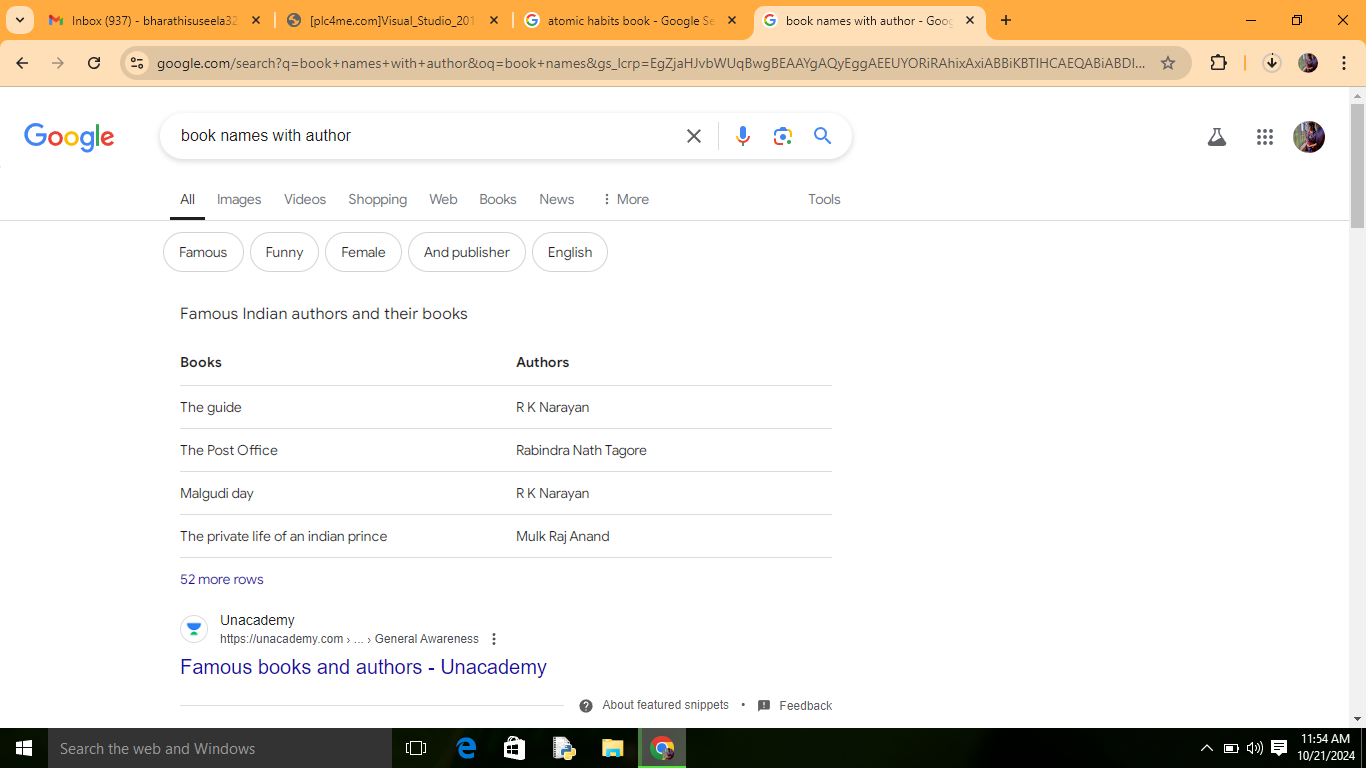 Inbox (937) - bharathisuseela32
[plc4me.com]Visual_Studio_201
atomic habits book - Google Se
book names with author - Goog
google.com/search?q=book+names+with+author&oq=book+names&gs_lcrp=EgZjaHJvbWUqBwgBEAAYgAQyEggAEEUYORiRAhixAxiABBiKBTIHCAEQABiABDI...
Google
book names with author
All Images Videos Shopping Web Books News More Tools
Famous Funny Female And publisher English
Famous Indian authors and their books
Books Authors
The guide R K Narayan
The Post Office Rabindra Nath Tagore
Malgudi day R K Narayan
The private life of an indian prince Mulk Raj Anand
52 more rows
Unacademy
https://unacademy.com › ... › General Awareness
Famous books and authors - Unacademy
About featured snippets • Feedback
Search the web and Windows
11:54 AM
10/21/2024